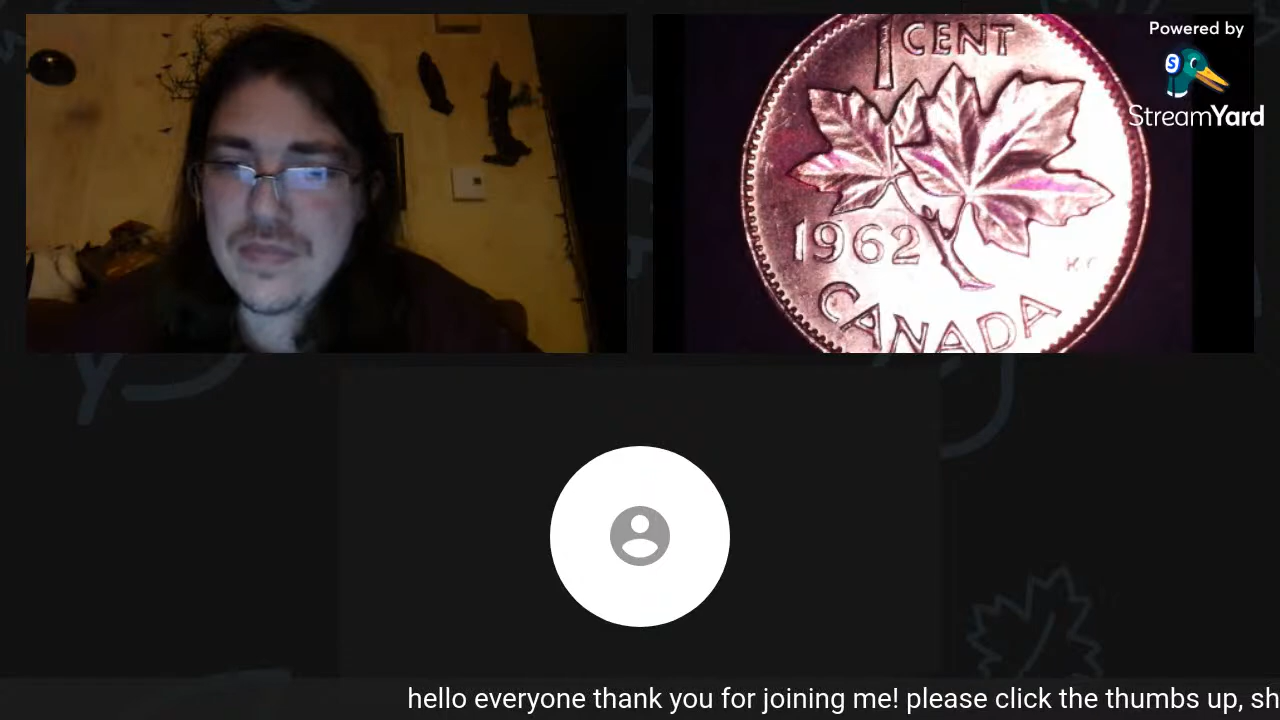 1 CENT
1962
K G
CANADA
Powered by
StreamYard
hello everyone thank you for joining me! please click the thumbs up, sh